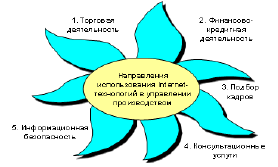 1. Торговая
деятельность
2. Финансово-
кредитная
деятельность
Направления
использования Internet-
технологий в управлении
производством
3. Подбор
кадров
5. Информационная
безопасность
4. Консультационные
услуги